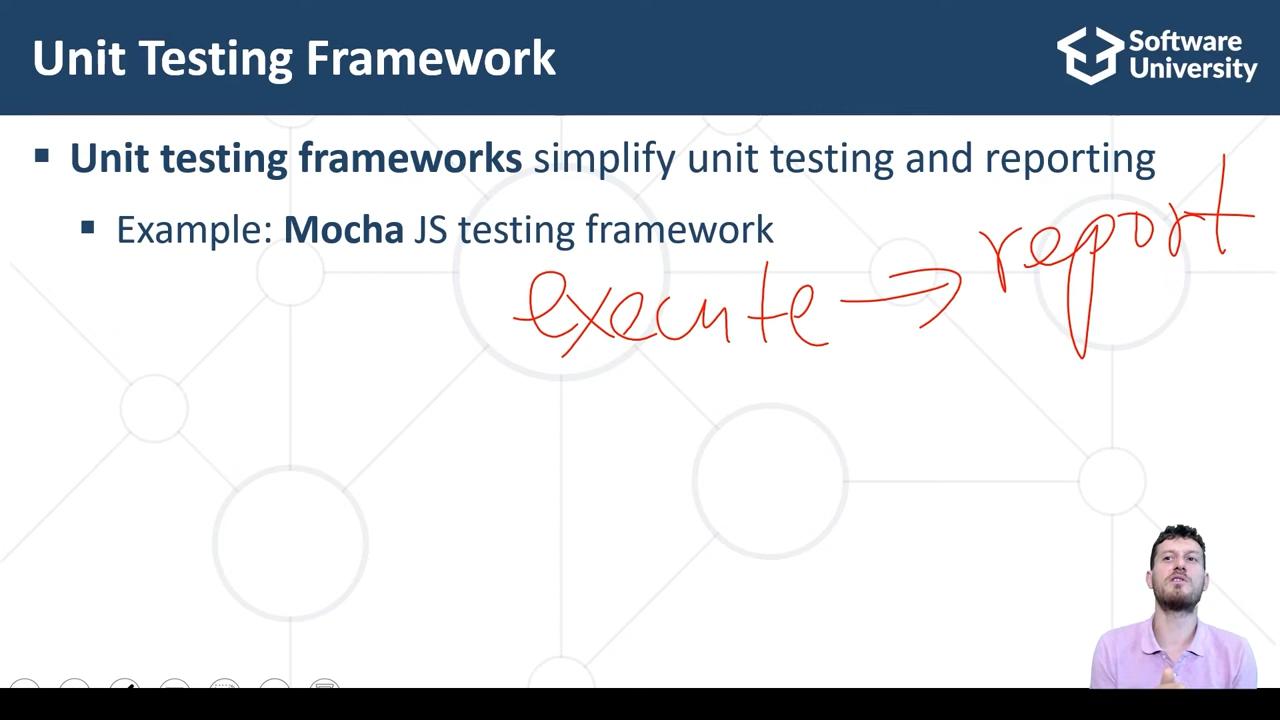 Unit Testing Framework
Software
University
▪ Unit testing frameworks simplify unit testing and reporting
▪ Example: Mocha JS testing framework
execute → report